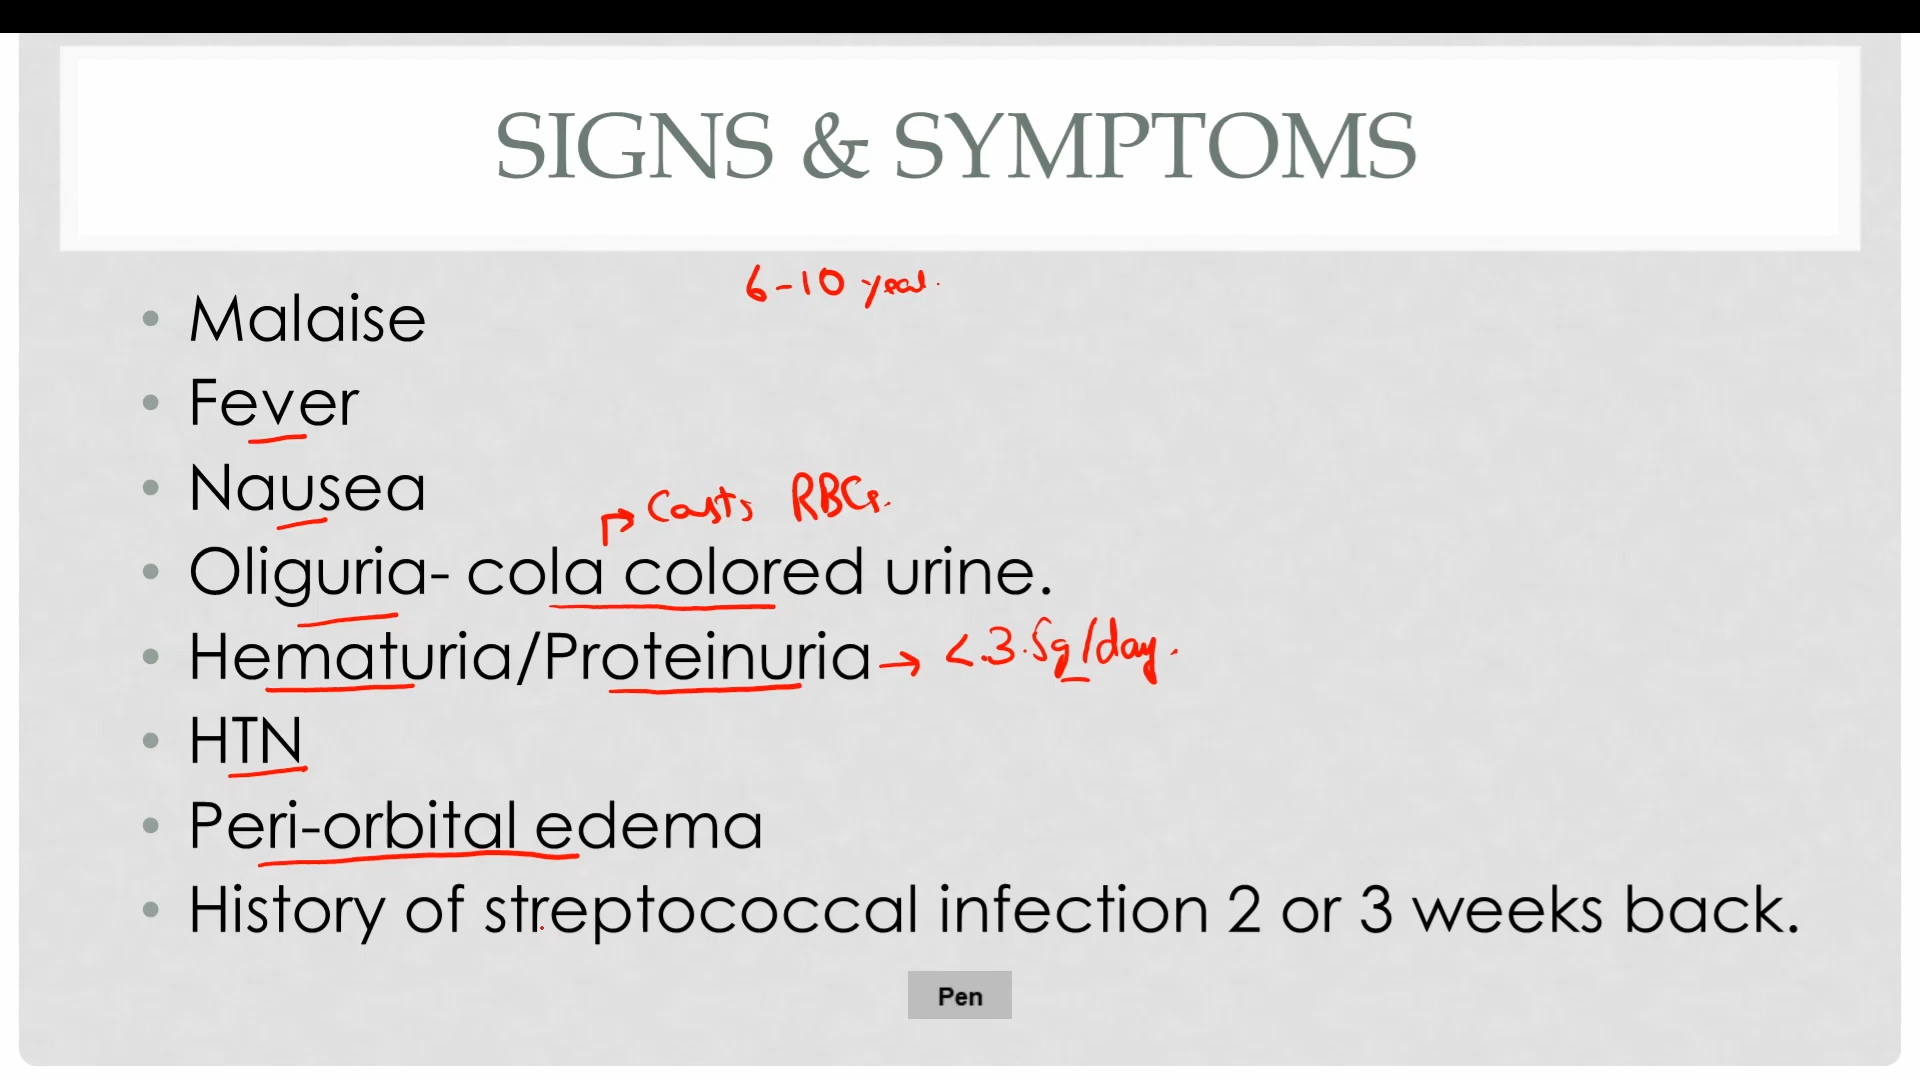 SIGNS & SYMPTOMS
6-10 year.
• Malaise
• Fever
• Nausea
→ Casts RBCs.
• Oliguria- cola colored urine.
• Hematuria/Proteinuria → <3.5g/day.
• HTN
• Peri-orbital edema
• History of streptococcal infection 2 or 3 weeks back.
Pen